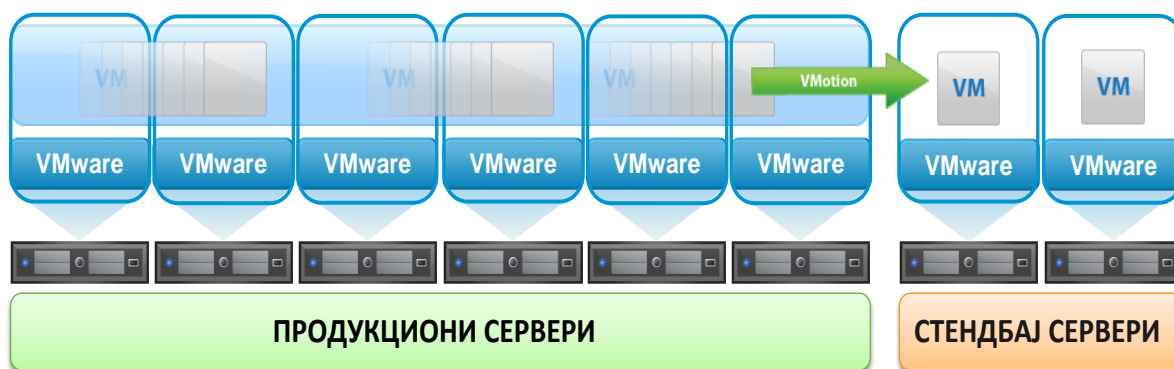 VM VM VM VMotion VM VM
VMware VMware VMware VMware VMware VMware VMware VMware
ПРОДУКЦИОНИ СЕРВЕРИ СТЕНДБАЈ СЕРВЕРИ